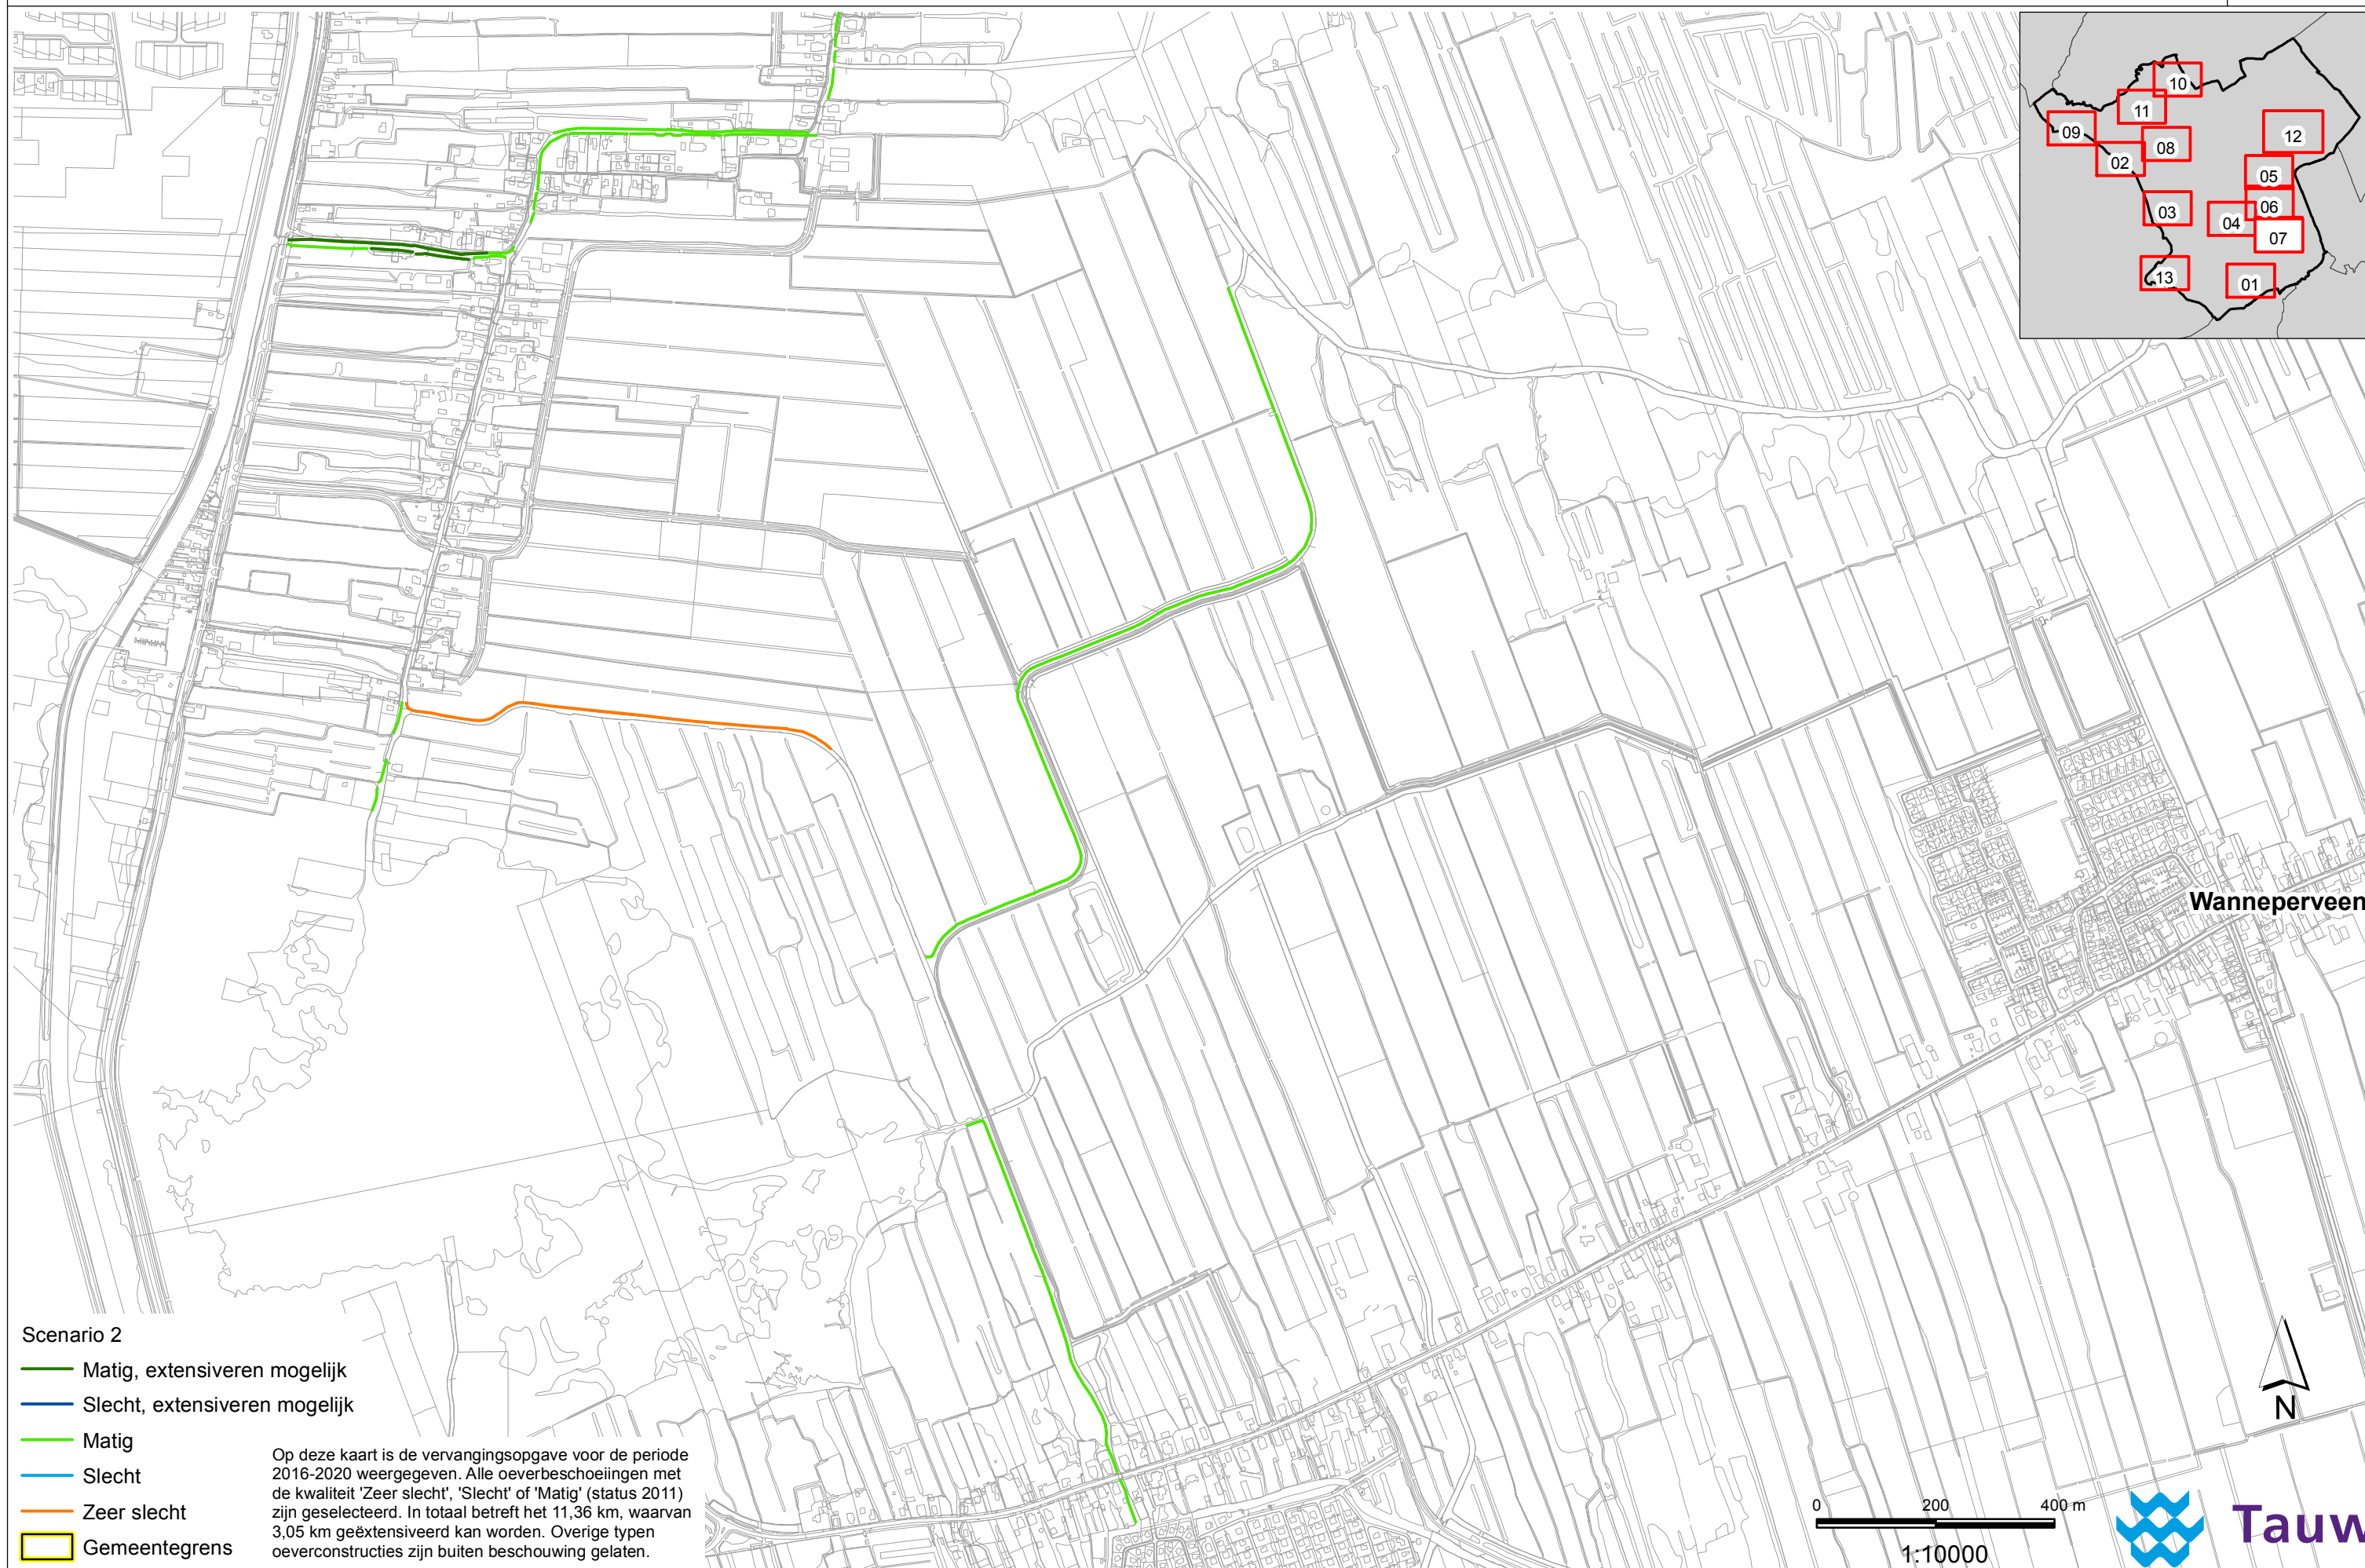 10
11
09
12
08
02
05
06
03
04
07
13
01
Wanneperveen
Scenario 2
Matig, extensiveren mogelijk
Slecht, extensiveren mogelijk
Matig
Slecht
Zeer slecht
Gemeentegrens
Op deze kaart is de vervangingsopgave voor de periode
2016-2020 weergegeven. Alle oeverbeschoeiingen met
de kwaliteit 'Zeer slecht', 'Slecht' of 'Matig' (status 2011)
zijn geselecteerd. In totaal betreft het 11,36 km, waarvan
3,05 km geëxtensiveerd kan worden. Overige typen
oeverconstructies zijn buiten beschouwing gelaten.
N
0 200 400 m
1:10000
Tauw